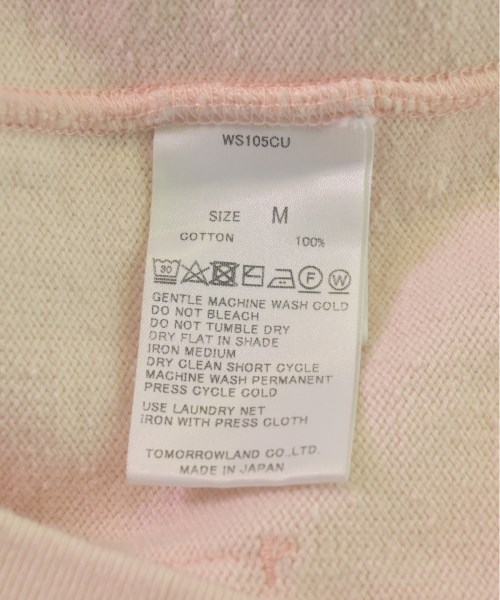 WS105CU
SIZE M
COTTON 100%
30 F W
GENTLE MACHINE WASH COLD
DO NOT BLEACH
DO NOT TUMBLE DRY
DRY FLAT IN SHADE
IRON MEDIUM
DRY CLEAN SHORT CYCLE
MACHINE WASH PERMANENT
PRESS CYCLE COLD
USE LAUNDRY NET
IRON WITH PRESS CLOTH
TOMORROWLAND CO.,LTD.
MADE IN JAPAN